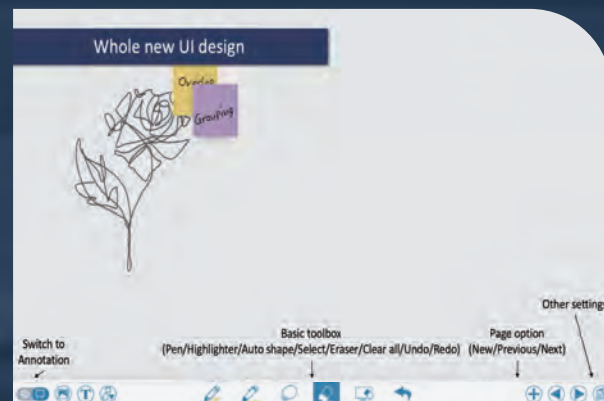 Whole new UI design
Overlap
Grouping
Other settings
Switch to
Annotation
Basic toolbox
(Pen/Highlighter/Auto shape/Select/Eraser/Clear all/Undo/Redo)
Page option
(New/Previous/Next)
T